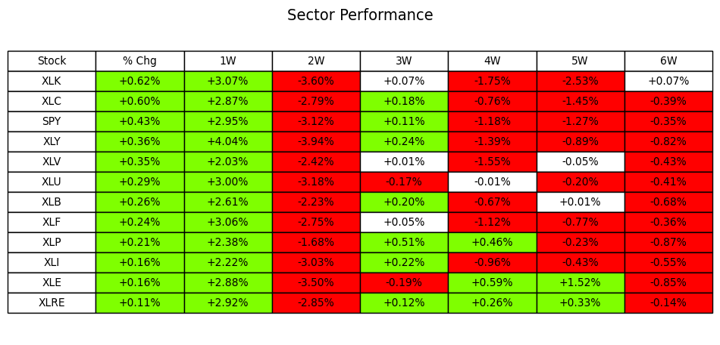 Sector Performance
Stock % Chg 1W 2W 3W 4W 5W 6W
XLK +0.62% +3.07% -3.60% +0.07% -1.75% -2.53% +0.07%
XLC +0.60% +2.87% -2.79% +0.18% -0.76% -1.45% -0.39%
SPY +0.43% +2.95% -3.12% +0.11% -1.18% -1.27% -0.35%
XLY +0.36% +4.04% -3.94% +0.24% -1.39% -0.89% -0.82%
XLV +0.35% +2.03% -2.42% +0.01% -1.55% -0.05% -0.43%
XLU +0.29% +3.00% -3.18% -0.17% -0.01% -0.20% -0.41%
XLB +0.26% +2.61% -2.23% +0.20% -0.67% +0.01% -0.68%
XLF +0.24% +3.06% -2.75% +0.05% -1.12% -0.77% -0.36%
XLP +0.21% +2.38% -1.68% +0.51% +0.46% -0.23% -0.87%
XLI +0.16% +2.22% -3.03% +0.22% -0.96% -0.43% -0.55%
XLE +0.16% +2.88% -3.50% -0.19% +0.59% +1.52% -0.85%
XLRE +0.11% +2.92% -2.85% +0.12% +0.26% +0.33% -0.14%